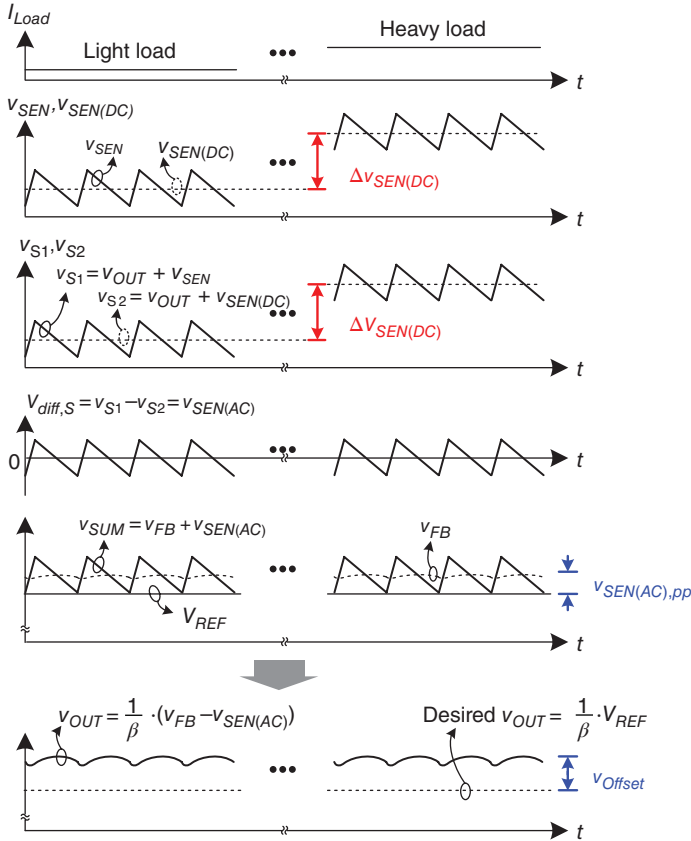 I_Load
Light load
Heavy load
t
v_SEN, v_SEN(DC)
v_SEN
v_SEN(DC)
Δv_SEN(DC)
t
v_S1, v_S2
v_S1 = v_OUT + v_SEN
v_S2 = v_OUT + v_SEN(DC)
ΔV_SEN(DC)
t
V_diff,S = v_S1 – v_S2 = v_SEN(AC)
0
t
v_SUM = v_FB + v_SEN(AC)
v_FB
V_REF
v_SEN(AC),pp
t
v_OUT = 1/β · (v_FB – v_SEN(AC))
Desired v_OUT = 1/β · V_REF
v_Offset
t